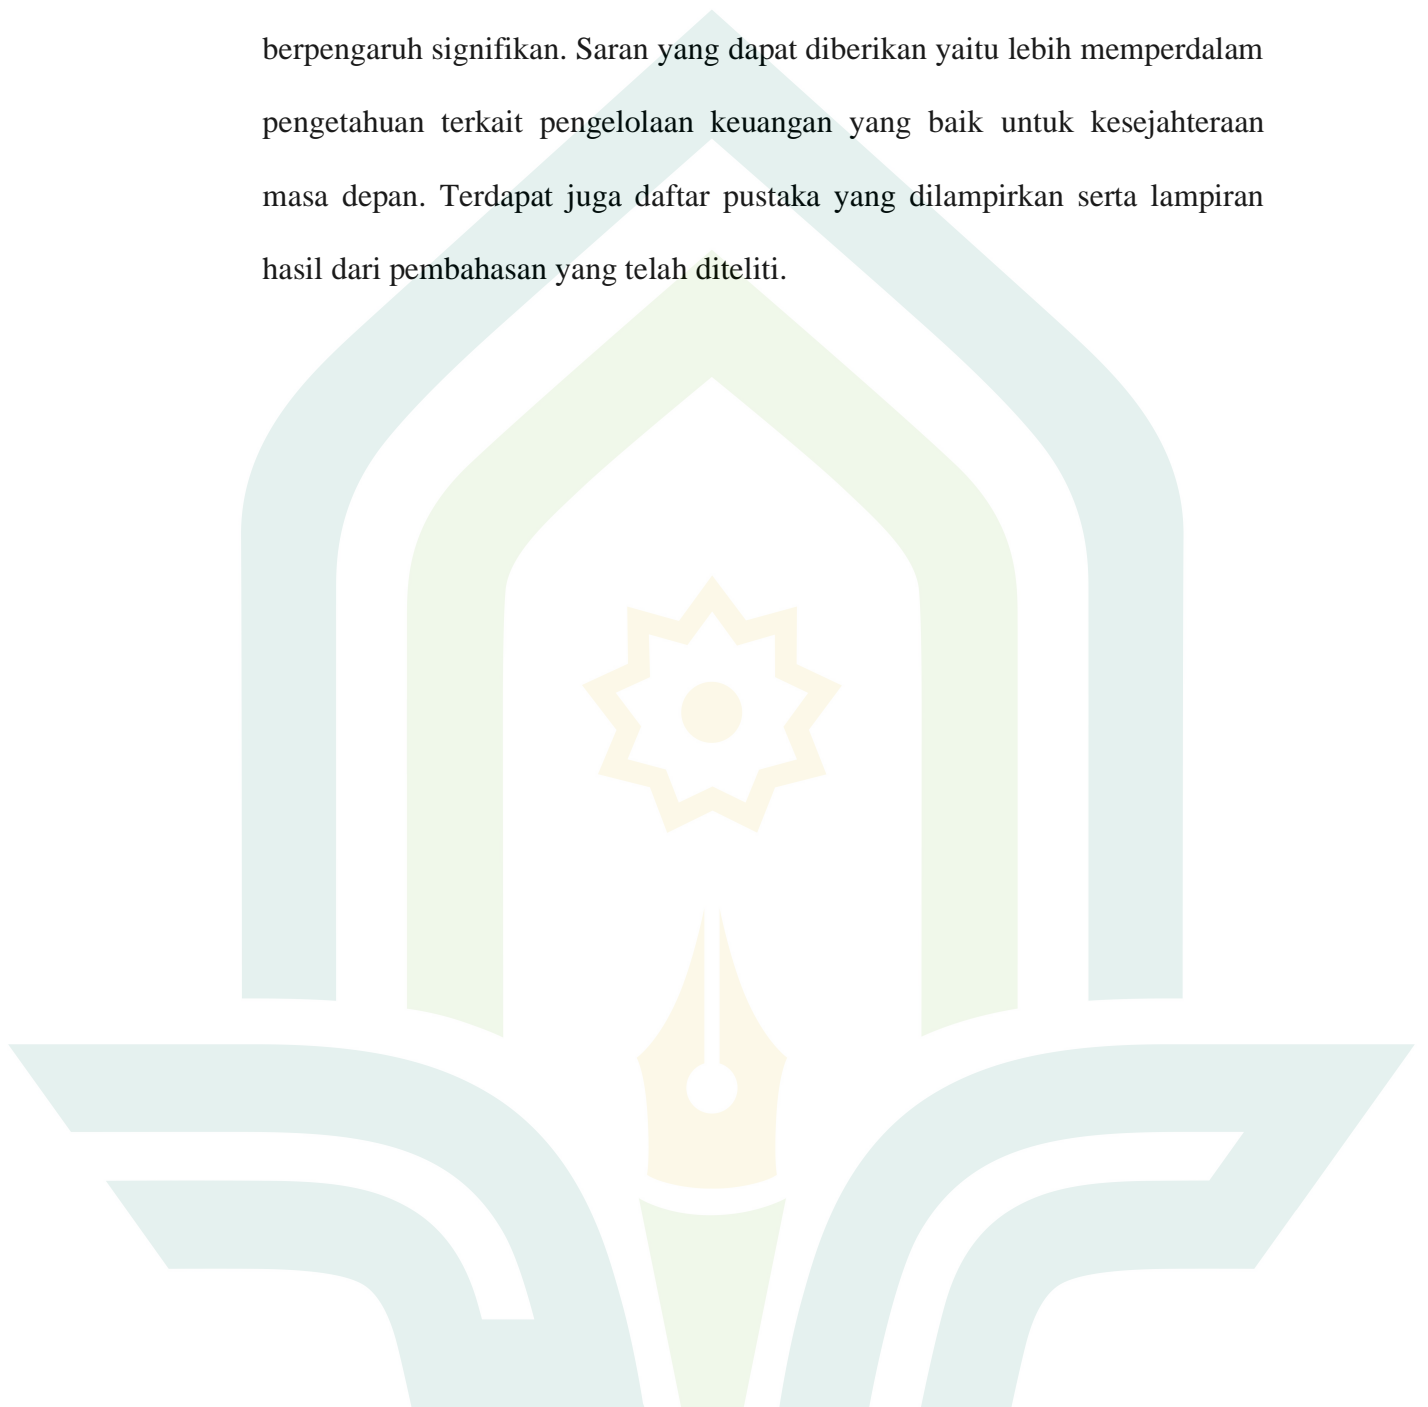 berpengaruh signifikan. Saran yang dapat diberikan yaitu lebih memperdalam
pengetahuan terkait pengelolaan keuangan yang baik untuk kesejahteraan
masa depan. Terdapat juga daftar pustaka yang dilampirkan serta lampiran
hasil dari pembahasan yang telah diteliti.